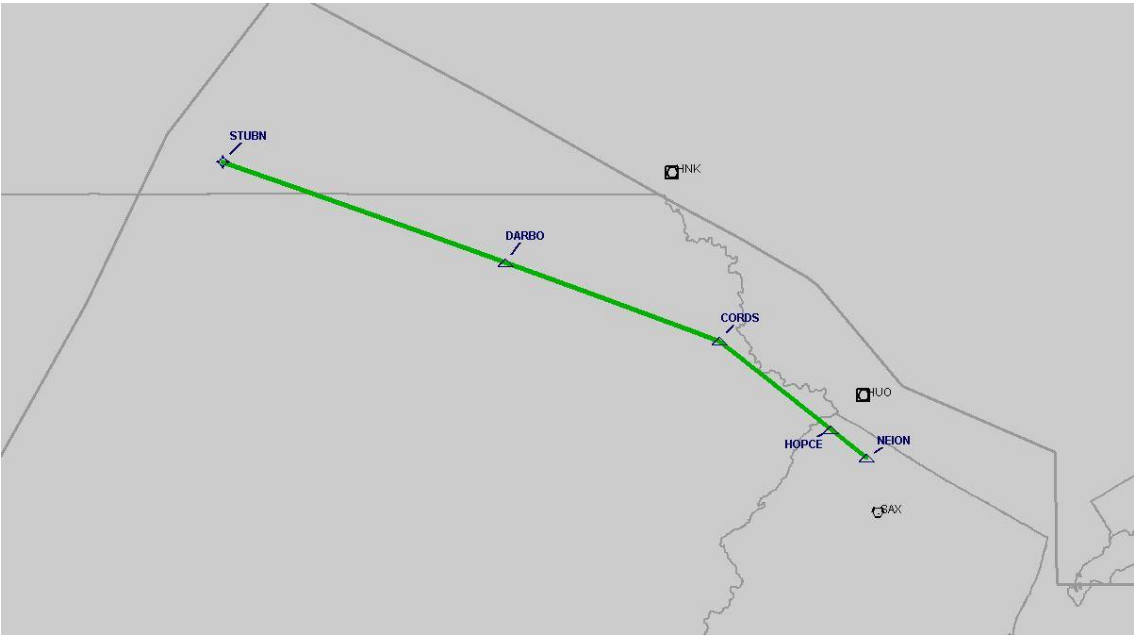 STUBN
HNK
DARBO
CORDS
HUO
HOPCE
NEION
SAX